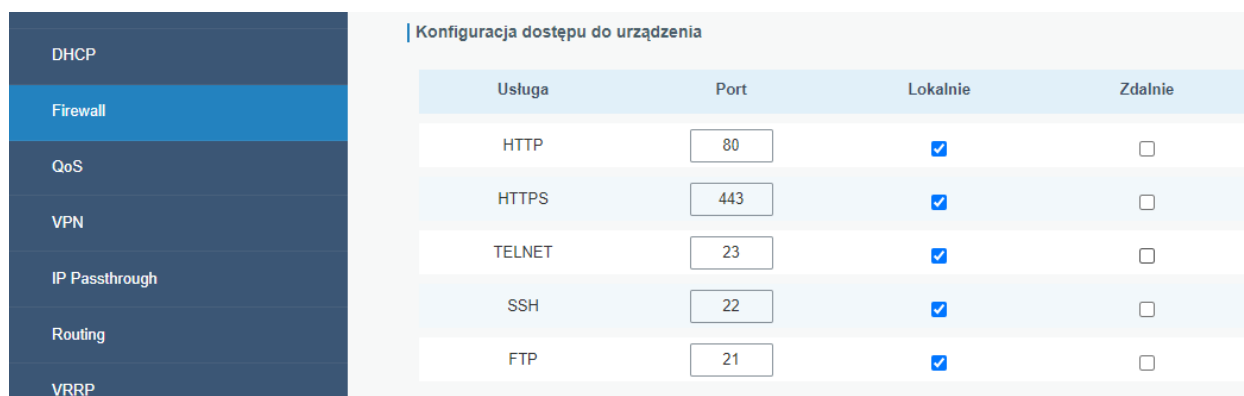 DHCP
Firewall
QoS
VPN
IP Passthrough
Routing
VRRP
Konfiguracja dostępu do urządzenia
Usługa Port Lokalnie Zdalnie
HTTP 80
HTTPS 443
TELNET 23
SSH 22
FTP 21